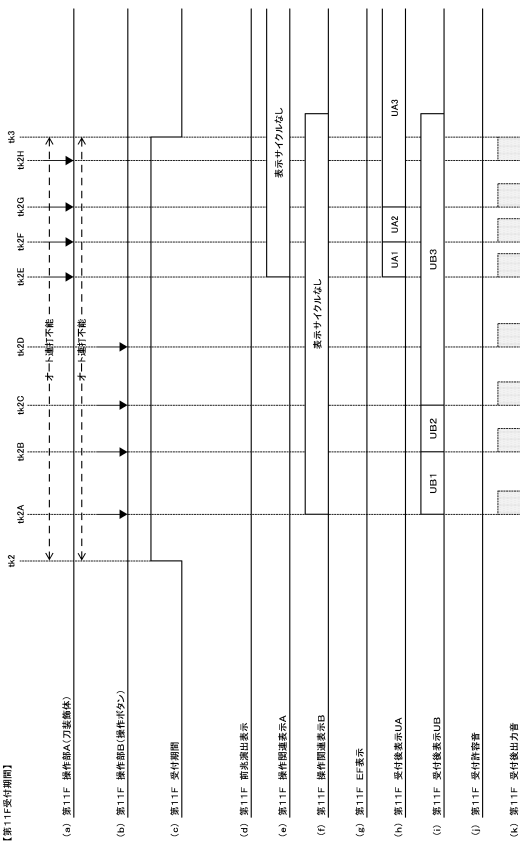 【第11F受付期間】
tk2
tk2A
tk2B
tk2C
tk2D
tk2E
tk2F
tk2G
tk2H
tk3
(a) 第11F 操作部A(刀装飾体)
オート連打不能
(b) 第11F 操作部B(操作ボタン)
オート連打不能
(c) 第11F 受付期間
(d) 第11F 前兆演出表示
(e) 第11F 操作関連表示A
表示サイクルなし
(f) 第11F 操作関連表示B
表示サイクルなし
(g) 第11F EF表示
(h) 第11F 受付後表示UA
UA1
UA2
UA3
(i) 第11F 受付後表示UB
UB1
UB2
UB3
(j) 第11F 受付許容音
(k) 第11F 受付後出力音